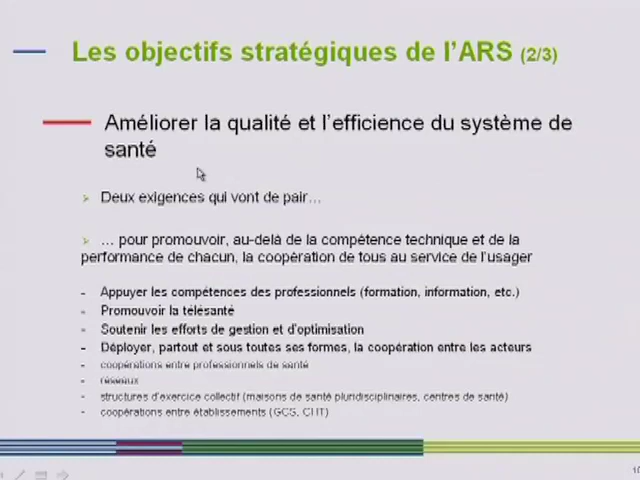 Les objectifs stratégiques de l'ARS (2/3)
Améliorer la qualité et l'efficience du système de
santé
Deux exigences qui vont de pair…
… pour promouvoir, au-delà de la compétence technique et de la
performance de chacun, la coopération de tous au service de l'usager
- Appuyer les compétences des professionnels (formation, information, etc.)
- Promouvoir la télésanté
- Soutenir les efforts de gestion et d'optimisation
- Déployer, partout et sous toutes ses formes, la coopération entre les acteurs
- coopérations entre professionnels de santé
- réseaux
- structures d'exercice collectif (maisons de santé pluridisciplinaires, centres de santé)
- coopérations entre établissements (GCS, CHT)